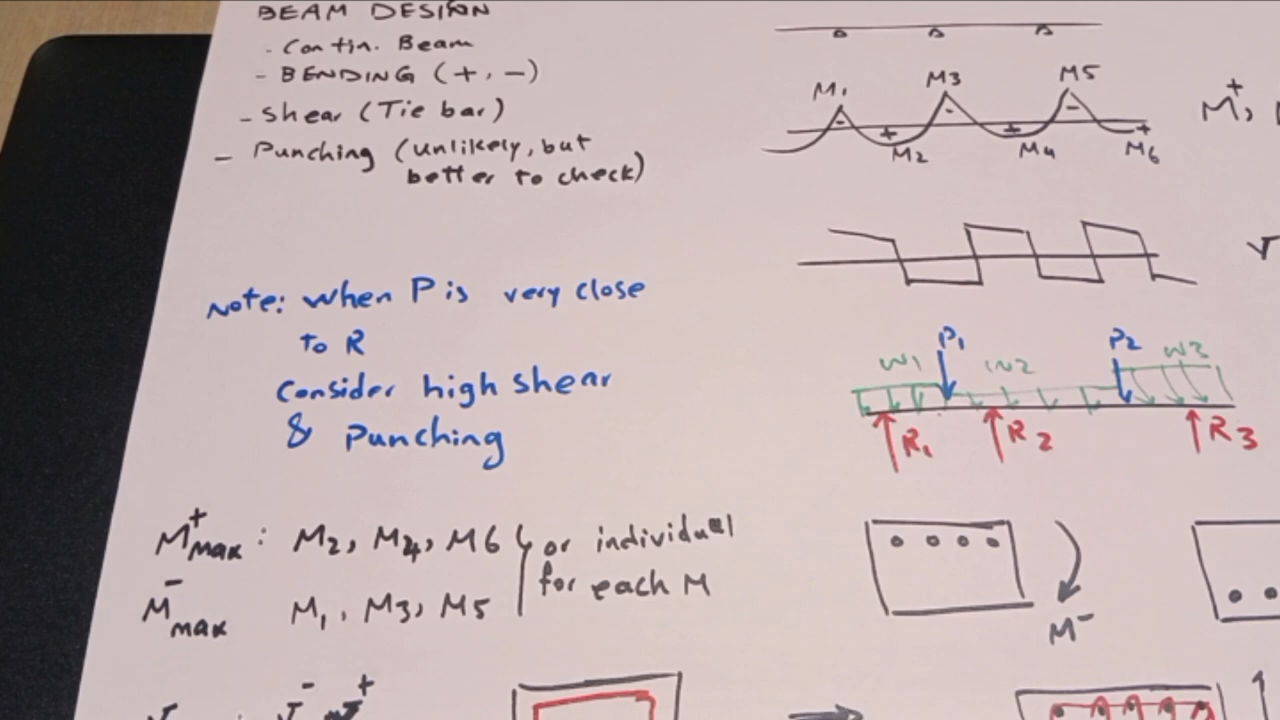 BEAM DESIGN
- Contin. Beam
- BENDING (+, -)
- Shear (Tie bar)
- Punching (unlikely, but
better to check)
M1 M3 M5
- - -
+ + +
M2 M4 M6
M+,
Note: when P is very close
to R
Consider high shear
& Punching
P1 P2
W1 W2 W3
R1 R2 R3
M+max : M2, M4, M6 or individual
M-max M1, M3, M5 for each M
M-
- +